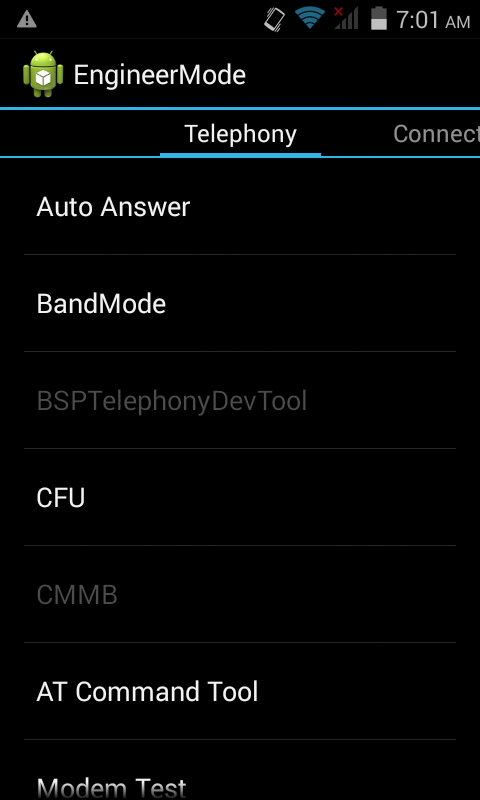 7:01 AM
EngineerMode
Telephony Connect
Auto Answer
BandMode
BSPTelephonyDevTool
CFU
CMMB
AT Command Tool
Modem Test